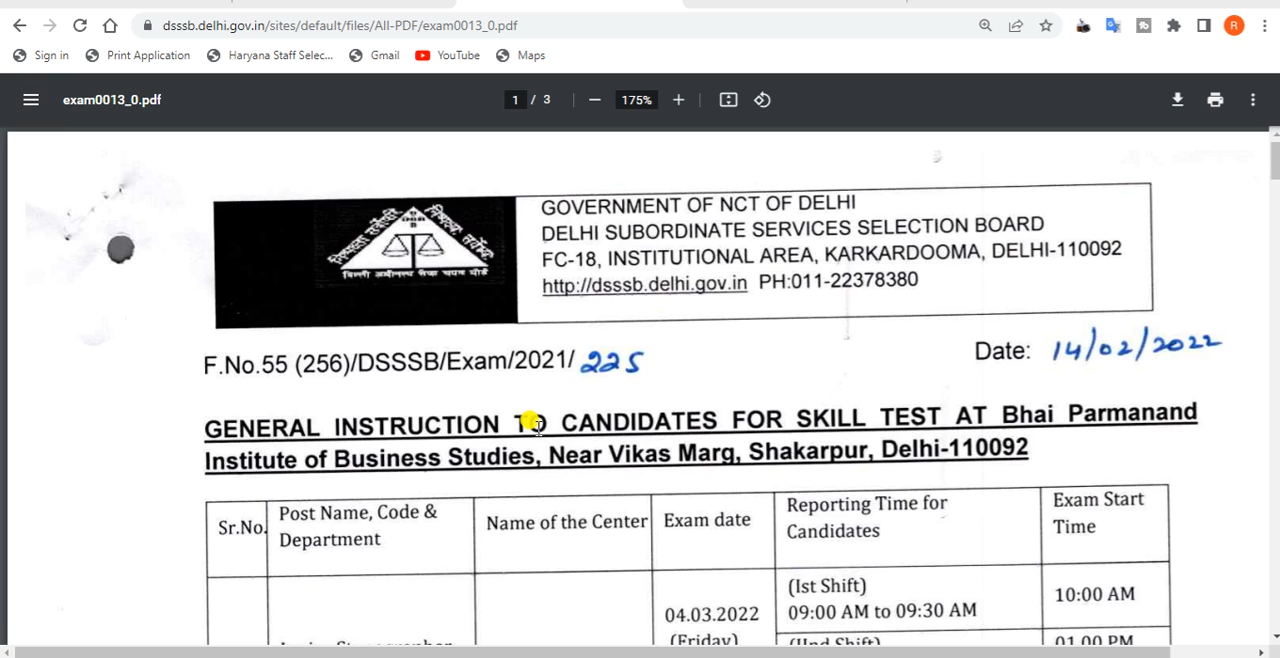 dsssb.delhi.gov.in/sites/default/files/All-PDF/exam0013_0.pdf
R
Sign in
Print Application
Haryana Staff Selec...
Gmail
YouTube
Maps
exam0013_0.pdf
1 / 3
175%
GOVERNMENT OF NCT OF DELHI
DELHI SUBORDINATE SERVICES SELECTION BOARD
FC-18, INSTITUTIONAL AREA, KARKARDOOMA, DELHI-110092
http://dsssb.delhi.gov.in PH:011-22378380
F.No.55 (256)/DSSSB/Exam/2021/225
Date: 14/02/2022
GENERAL INSTRUCTION TO CANDIDATES FOR SKILL TEST AT Bhai Parmanand
Institute of Business Studies, Near Vikas Marg, Shakarpur, Delhi-110092
Sr.No.
Post Name, Code &
Department
Name of the Center
Exam date
Reporting Time for
Candidates
Exam Start
Time
04.03.2022
(Friday)
(Ist Shift)
09:00 AM to 09:30 AM
10:00 AM
(IInd Shift)
01.00 PM